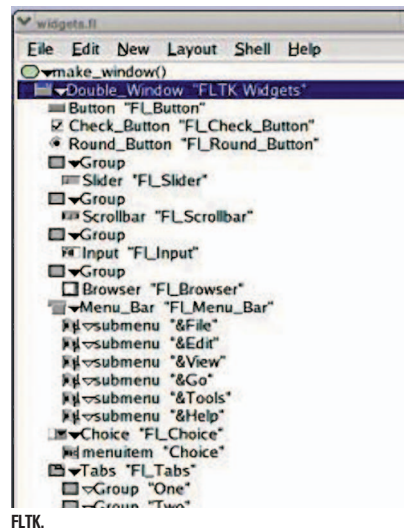 widgets.fl
File Edit New Layout Shell Help
make_window()
Double_Window "FLTK Widgets"
Button "Fl_Button"
Check_Button "Fl_Check_Button"
Round_Button "Fl_Round_Button"
Group
Slider "Fl_Slider"
Group
Scrollbar "Fl_Scrollbar"
Group
Input "Fl_Input"
Group
Browser "Fl_Browser"
Menu_Bar "Fl_Menu_Bar"
submenu "&File"
submenu "&Edit"
submenu "&View"
submenu "&Go"
submenu "&Tools"
submenu "&Help"
Choice "Fl_Choice"
menuitem "Choice"
Tabs "Fl_Tabs"
Group "One"
Group "Two"
FLTK.